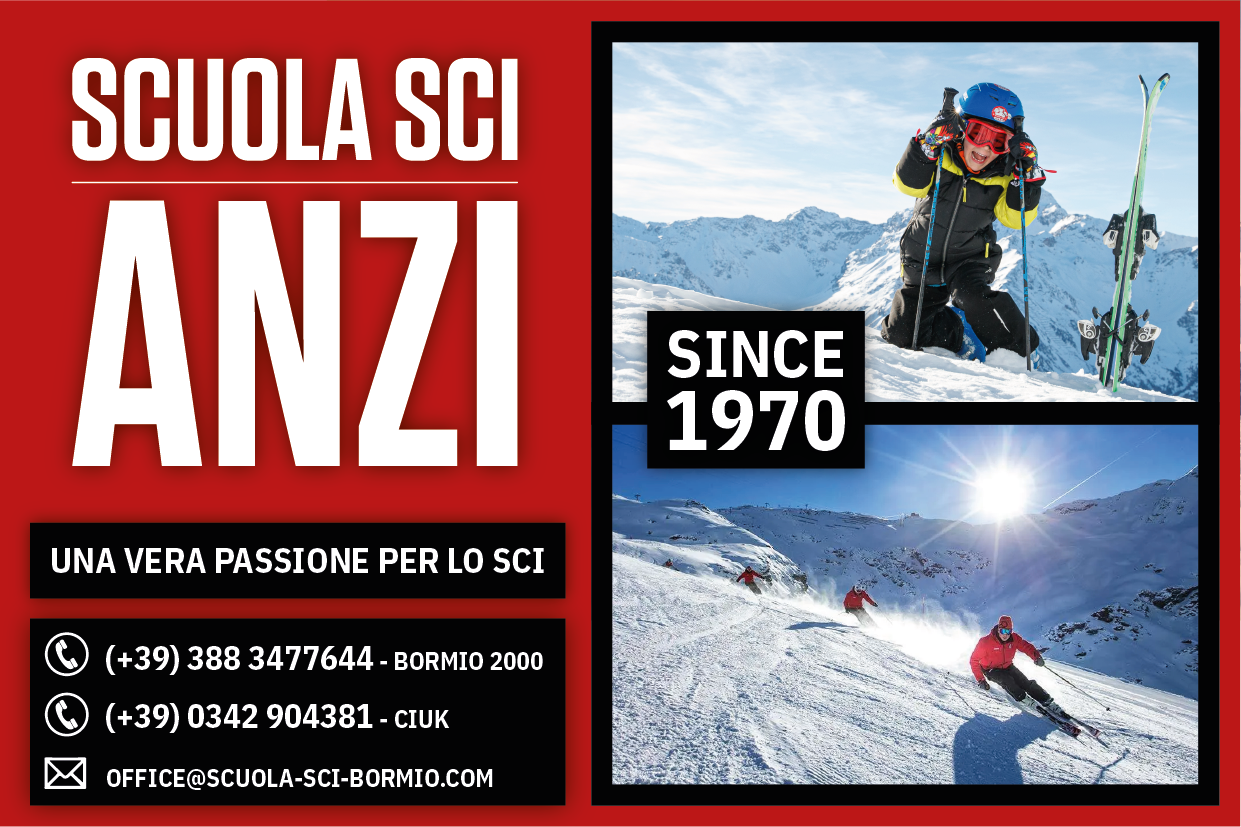 SCUOLA SCI
ANZI
UNA VERA PASSIONE PER LO SCI
(+39) 388 3477644 - BORMIO 2000
(+39) 0342 904381 - CIUK
OFFICE@SCUOLA-SCI-BORMIO.COM
SINCE
1970